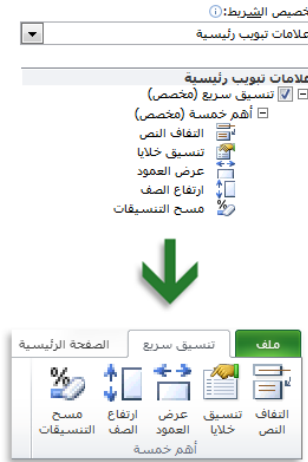 خصيص الشريط:
علامات تبويب رئيسية
علامات تبويب رئيسية
تنسيق سريع (مخصص)
أهم خمسة (مخصص)
التفاف النص
تنسيق خلايا
عرض العمود
ارتفاع الصف
مسح التنسيقات
ملف تنسيق سريع الصفحة الرئيسية
التفاف تنسيق عرض ارتفاع مسح
النص خلايا العمود الصف التنسيقات
أهم خمسة